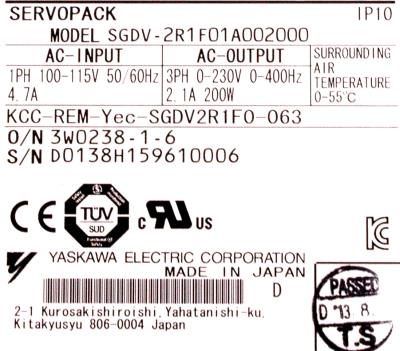 SERVOPACK IP10
MODEL SGDV-2R1F01A002000
AC-INPUT AC-OUTPUT SURROUNDING AIR TEMPERATURE 0-55°C
1PH 100-115V 50/60Hz 3PH 0-230V 0-400Hz
4.7A 2.1A 200W
KCC-REM-Yec-SGDV2R1F0-063
O/N 3W0238-1-6
S/N D0138H159610006
CE TÜV SUD c RU US KC
YASKAWA ELECTRIC CORPORATION
MADE IN JAPAN
D
2-1 Kurosakishiroishi, Yahatanishi-ku,
Kitakyusyu 806-0004 Japan
PASSED
D '13.8.
T.S